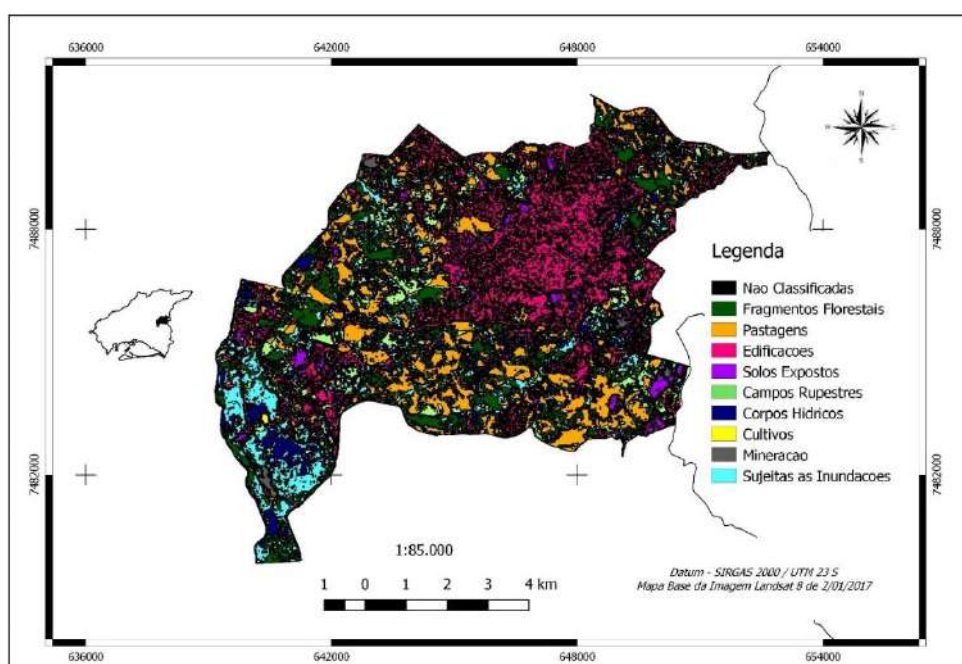 636000 642000 648000 654000
N
W E
S
7488000 7488000
Legenda
Nao Classificadas
Fragmentos Florestais
Pastagens
Edificacoes
Solos Expostos
Campos Rupestres
Corpos Hidricos
Cultivos
Mineracao
Sujeitas as Inundacoes
7482000 7482000
1:85.000
1 0 1 2 3 4 km
Datum - SIRGAS 2000 / UTM 23 S
Mapa Base da Imagem Landsat 8 de 2/01/2017
636000 642000 648000 654000